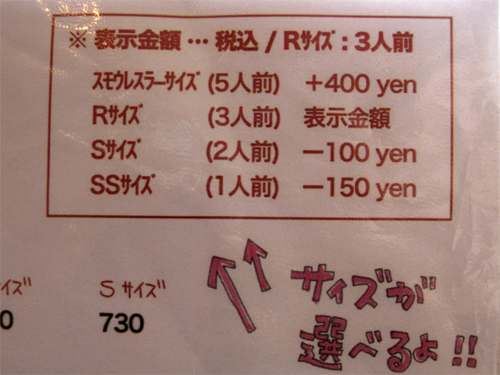 ※ 表示金額 … 税込 / Rｻｲｽﾞ : 3人前
ｽﾓｳﾚｽﾗｰｻｲｽﾞ (5人前) +400 yen
Rｻｲｽﾞ (3人前) 表示金額
Sｻｲｽﾞ (2人前) －100 yen
SSｻｲｽﾞ (1人前) －150 yen
イズ Sサイズ
0 730
サイズが
選べるよ!!